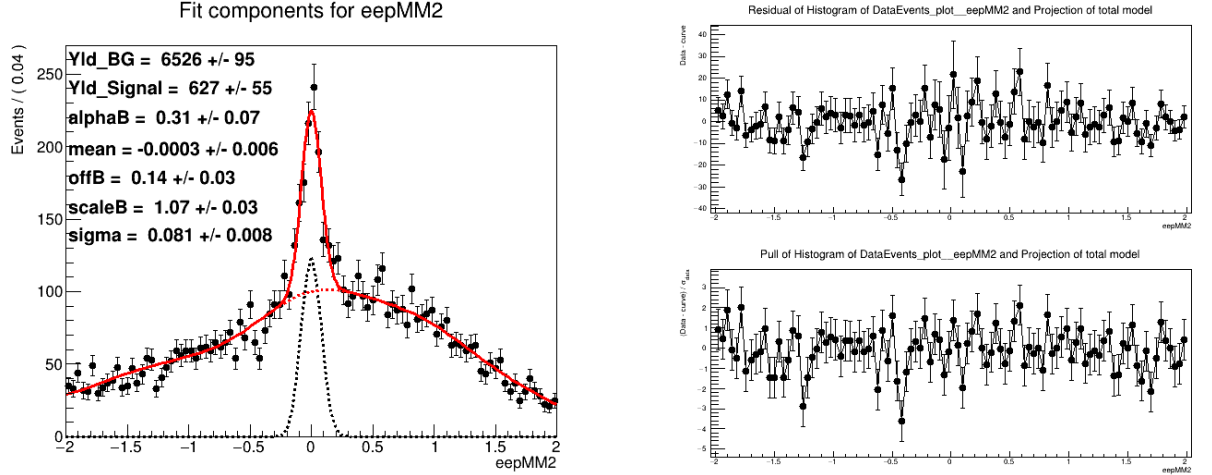 Fit components for eepMM2
Events / ( 0.04 )
250
200
150
100
50
0
Yld_BG = 6526 +/- 95
Yld_Signal = 627 +/- 55
alphaB = 0.31 +/- 0.07
mean = -0.0003 +/- 0.006
offB = 0.14 +/- 0.03
scaleB = 1.07 +/- 0.03
sigma = 0.081 +/- 0.008
−2 −1.5 −1 −0.5 0 0.5 1 1.5 2
eepMM2
Residual of Histogram of DataEvents_plot__eepMM2 and Projection of total model
Data - curve
40
30
20
10
0
−10
−20
−30
−40
−2 −1.5 −1 −0.5 0 0.5 1 1.5 2
eepMM2
Pull of Histogram of DataEvents_plot__eepMM2 and Projection of total model
(Data - curve) / σdata
3
2
1
0
−1
−2
−3
−4
−5
−2 −1.5 −1 −0.5 0 0.5 1 1.5 2
eepMM2